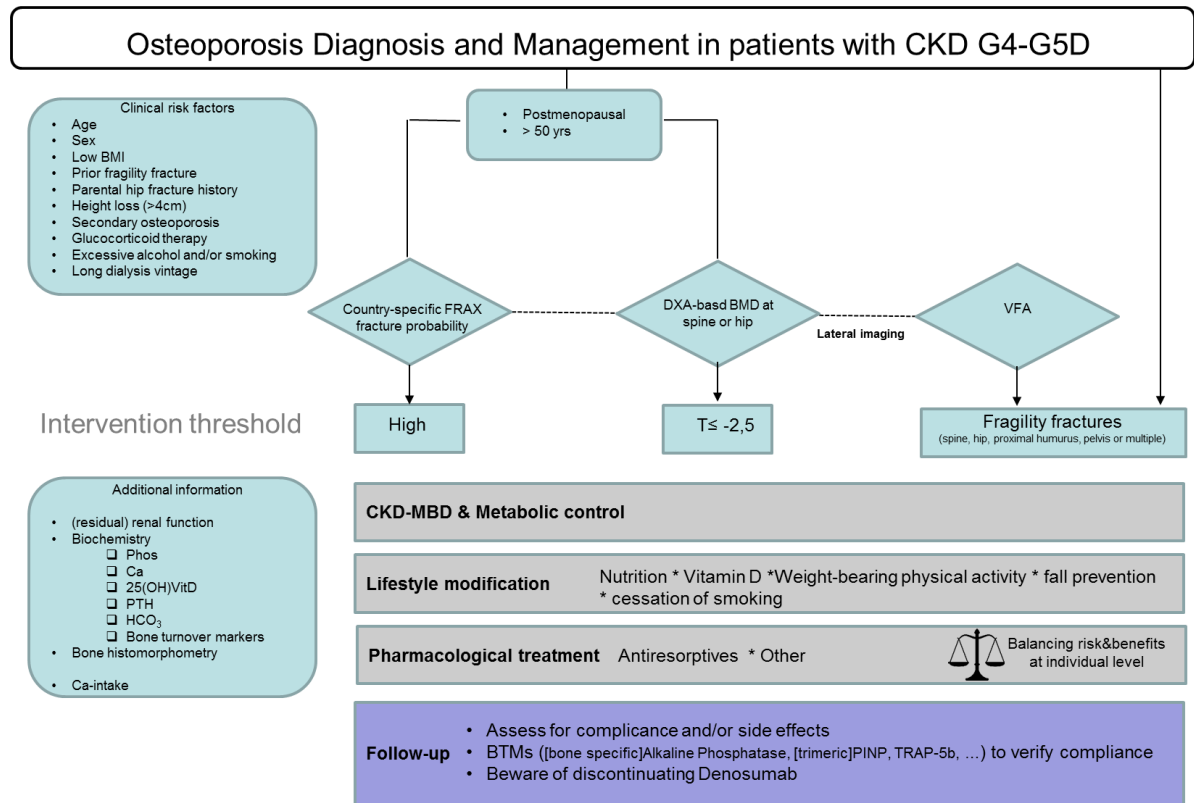 Osteoporosis Diagnosis and Management in patients with CKD G4-G5D
Clinical risk factors
• Age
• Sex
• Low BMI
• Prior fragility fracture
• Parental hip fracture history
• Height loss (>4cm)
• Secondary osteoporosis
• Glucocorticoid therapy
• Excessive alcohol and/or smoking
• Long dialysis vintage
• Postmenopausal
• > 50 yrs
Country-specific FRAX
fracture probability
DXA-basd BMD at
spine or hip
Lateral imaging
VFA
Intervention threshold
High
T≤ -2,5
Fragility fractures
(spine, hip, proximal humurus, pelvis or multiple)
Additional information
• (residual) renal function
• Biochemistry
❑ Phos
❑ Ca
❑ 25(OH)VitD
❑ PTH
❑ HCO₃
❑ Bone turnover markers
• Bone histomorphometry
• Ca-intake
CKD-MBD & Metabolic control
Lifestyle modification Nutrition * Vitamin D *Weight-bearing physical activity * fall prevention
* cessation of smoking
Pharmacological treatment Antiresorptives * Other
Balancing risk&benefits
at individual level
Follow-up
• Assess for complicance and/or side effects
• BTMs ([bone specific]Alkaline Phosphatase, [trimeric]PINP, TRAP-5b, …) to verify compliance
• Beware of discontinuating Denosumab